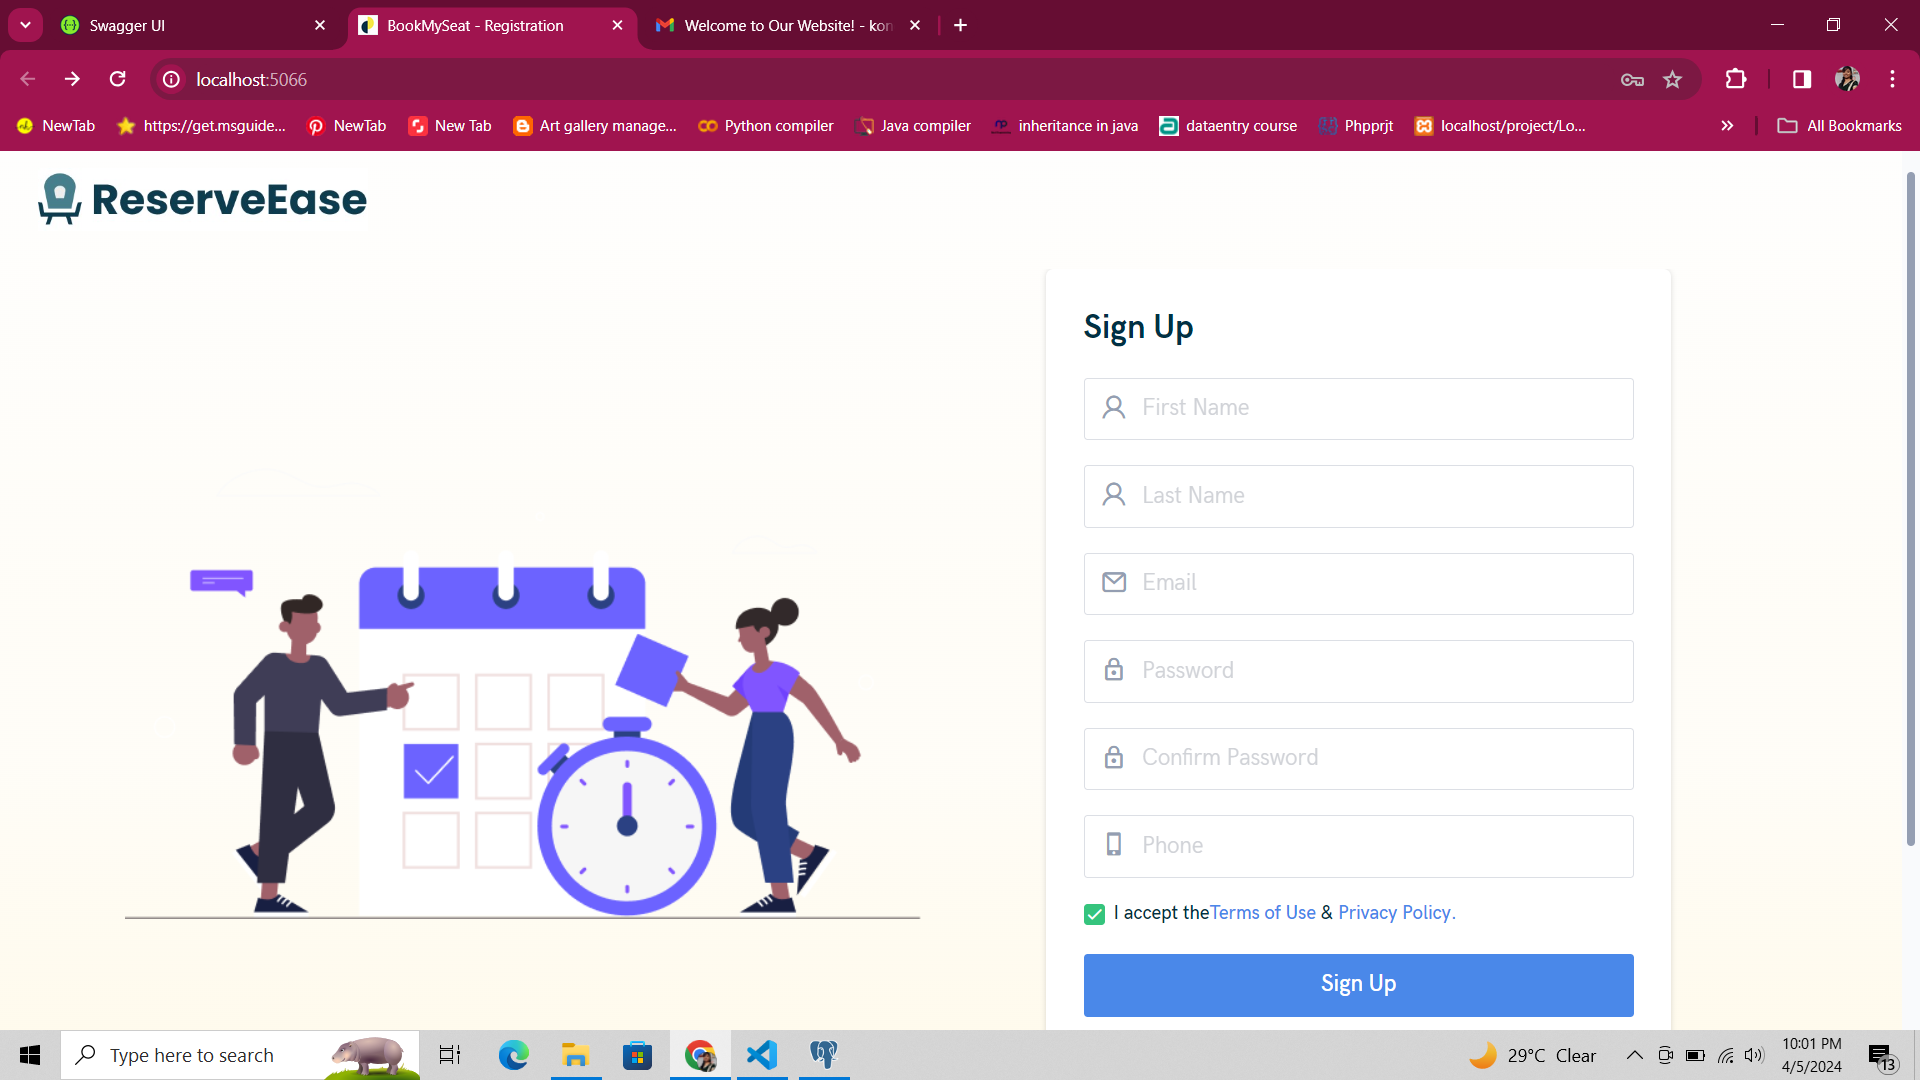 Swagger UI
BookMySeat - Registration
Welcome to Our Website! - kon
localhost:5066
NewTab
https://get.msguide...
NewTab
New Tab
Art gallery manage...
Python compiler
Java compiler
inheritance in java
dataentry course
Phpprjt
localhost/project/Lo...
All Bookmarks
ReserveEase
Sign Up
First Name
Last Name
Email
Password
Confirm Password
Phone
I accept theTerms of Use & Privacy Policy.
Sign Up
Type here to search
29°C Clear
10:01 PM
4/5/2024
13